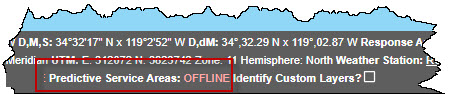 D,M,S: 34°32'17" N x 119°2'52" W D,dM: 34°,32.29 N x 119°,02.87 W Response A
Meridian UTM: E: 312072 N: 3823742 Zone: 11 Hemisphere: North Weather Station:
Predictive Service Areas: OFFLINE Identify Custom Layers?